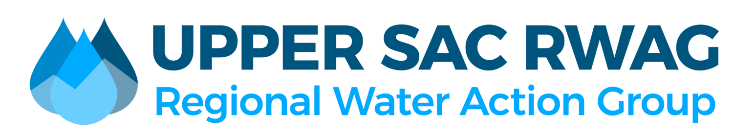 UPPER SAC RWAG
Regional Water Action Group